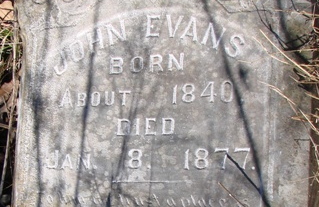 JOHN EVANS
BORN
ABOUT 1840.
DIED
JAN. 8. 1877.